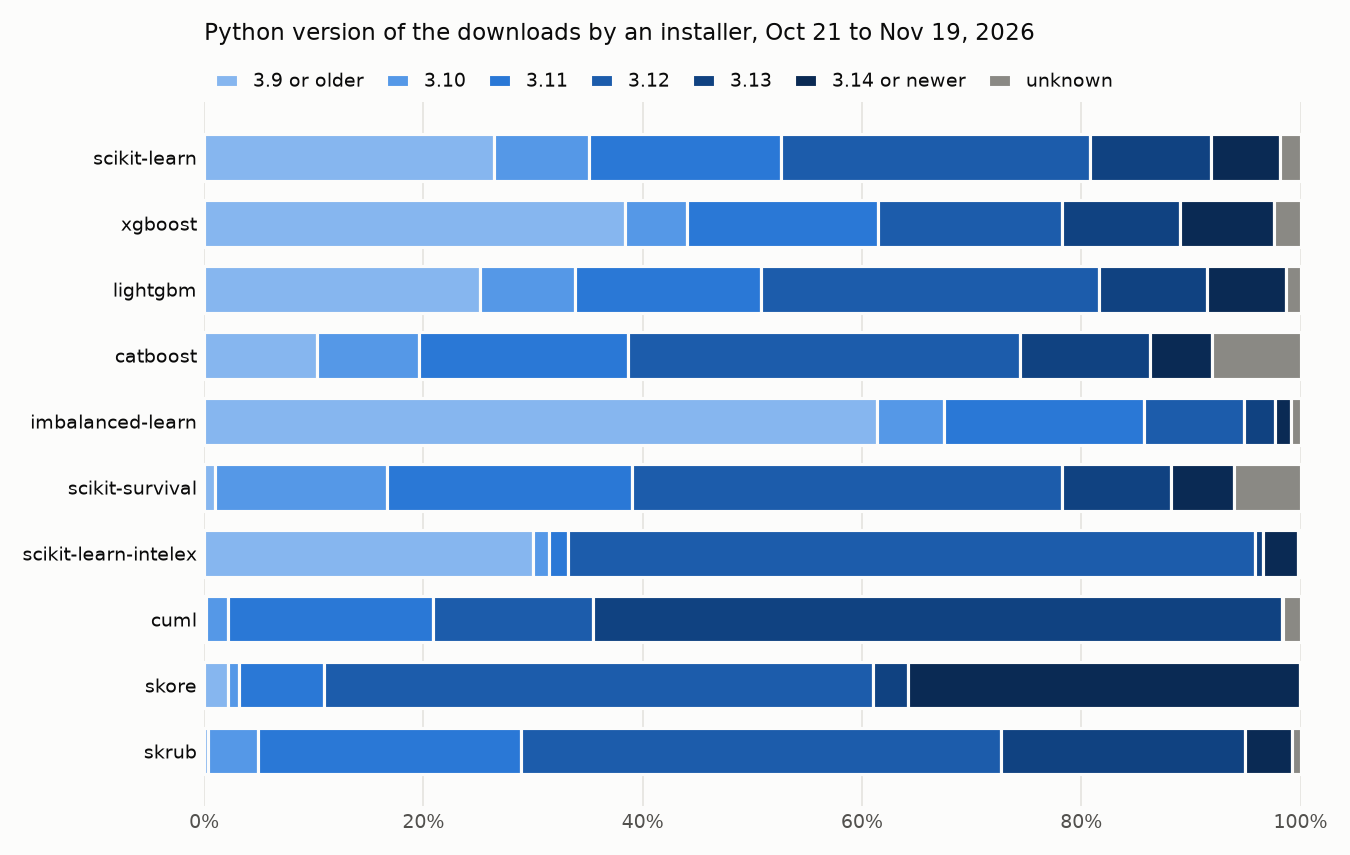 Python version of the downloads by an installer, Oct 21 to Nov 19, 2026
3.9 or older 3.10 3.11 3.12 3.13 3.14 or newer unknown
scikit-learn
xgboost
lightgbm
catboost
imbalanced-learn
scikit-survival
scikit-learn-intelex
cuml
skore
skrub
0% 20% 40% 60% 80% 100%